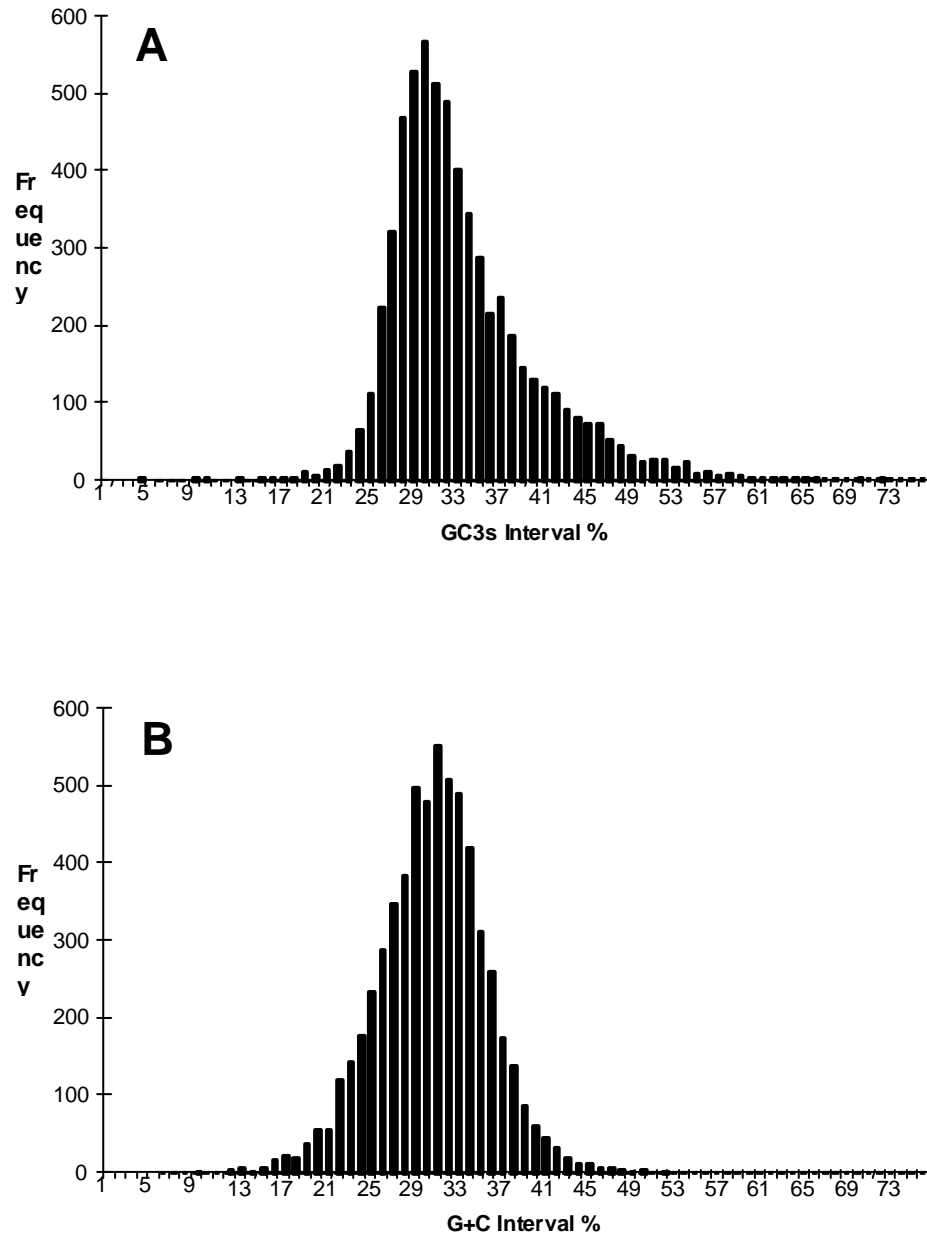 A
600
500
400
300
200
100
0
Fr
eq
ue
nc
y
1 5 9 13 17 21 25 29 33 37 41 45 49 53 57 61 65 69 73
GC3s Interval %
B
600
500
400
300
200
100
0
Fr
eq
ue
nc
y
1 5 9 13 17 21 25 29 33 37 41 45 49 53 57 61 65 69 73
G+C Interval %